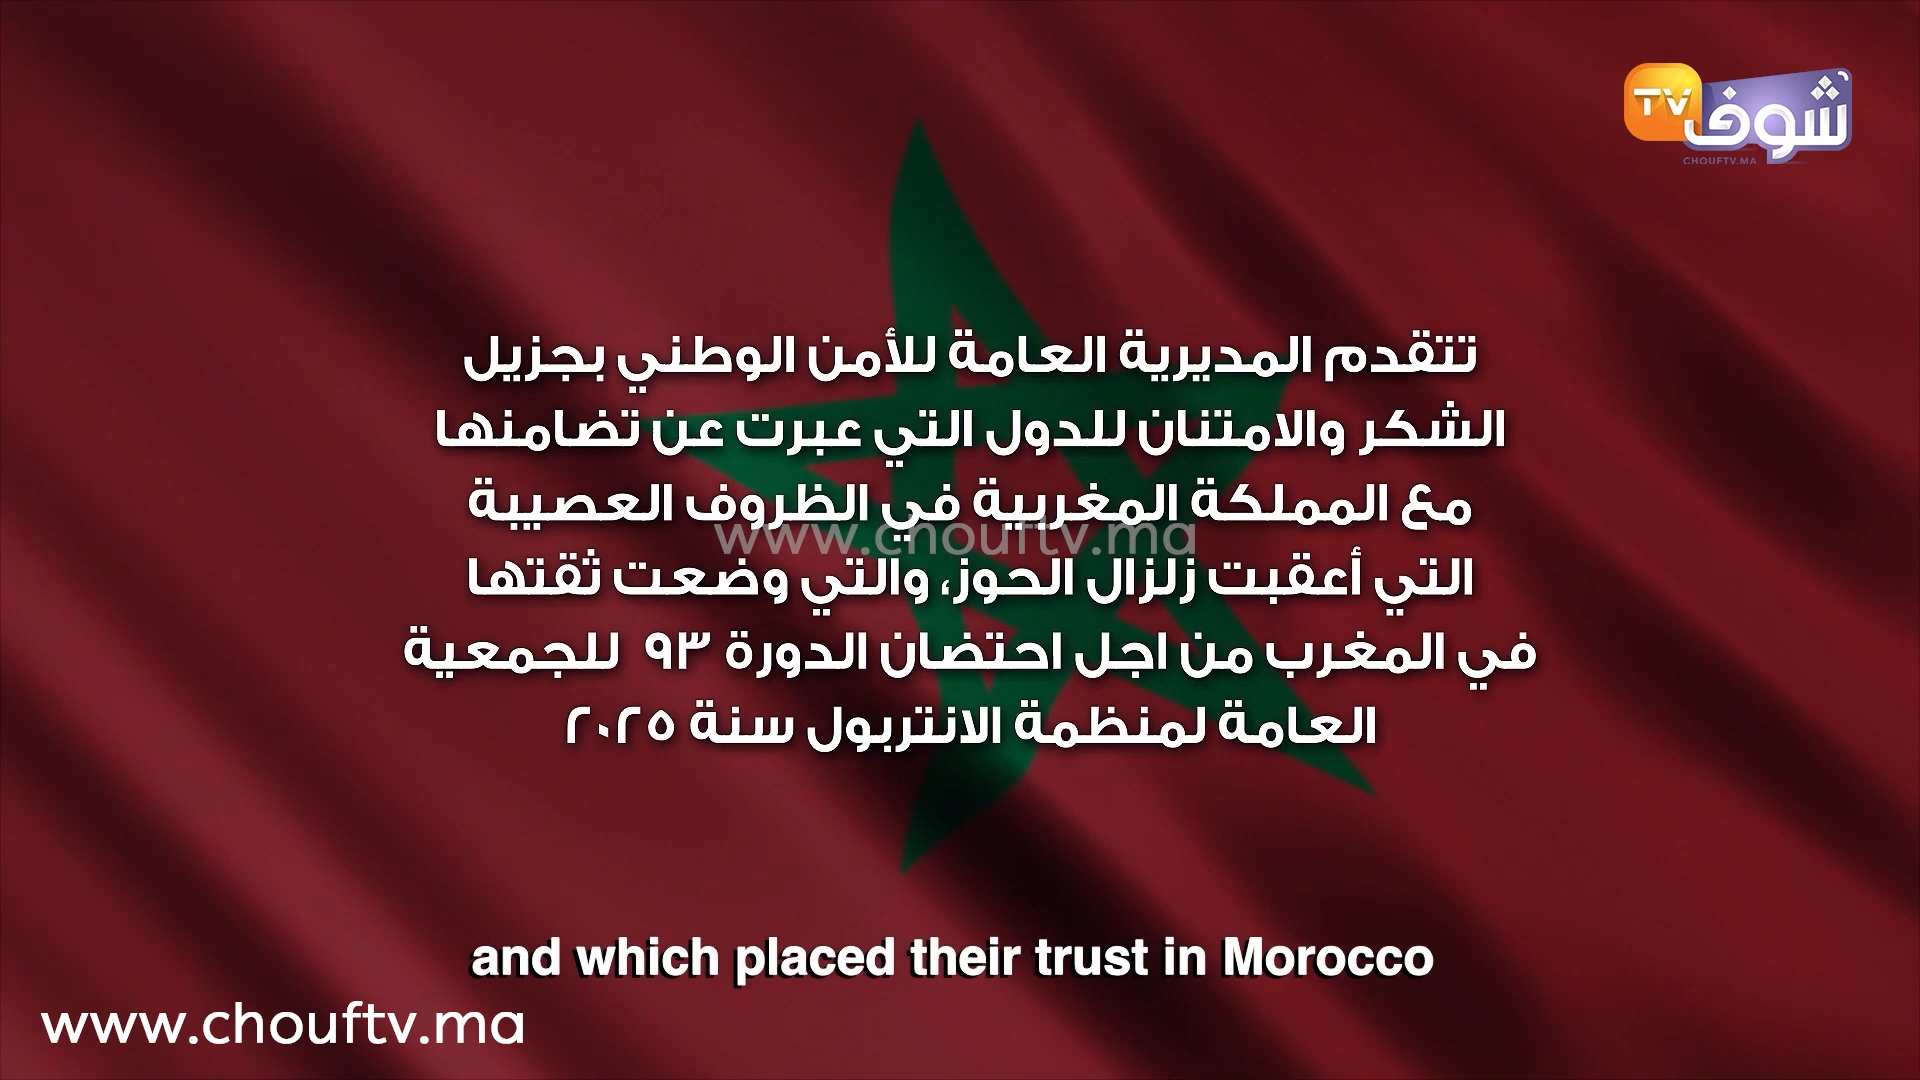 TV شوف
CHOUFTV.MA
تتقدم المديرية العامة للأمن الوطني بجزيل
الشكر والامتنان للدول التي عبرت عن تضامنها
مع المملكة المغربية في الظروف العصيبة
www.chouftv.ma
التي أعقبت زلزال الحوز، والتي وضعت ثقتها
في المغرب من اجل احتضان الدورة ٩٣ للجمعية
العامة لمنظمة الانتربول سنة ٢٠٢٥
and which placed their trust in Morocco
www.chouftv.ma